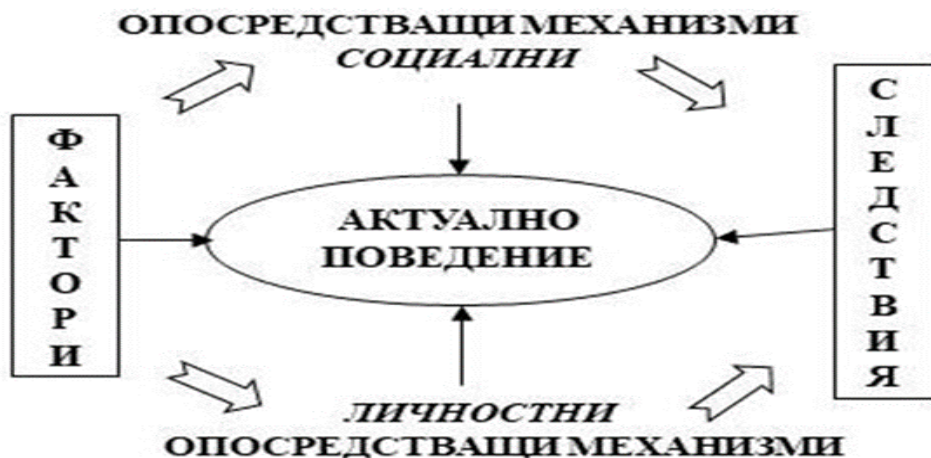 ОПОСРЕДСТВАЩИ МЕХАНИЗМИ
СОЦИАЛНИ
ФАКТОРИ
АКТУАЛНО
ПОВЕДЕНИЕ
СЛЕДСТВИЯ
ЛИЧНОСТНИ
ОПОСРЕДСТВАЩИ МЕХАНИЗМИ